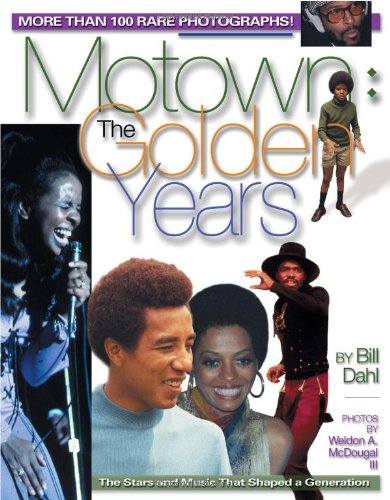 MORE THAN 100 RARE PHOTOGRAPHS!
Motown:
The Golden
Years
BY Bill
Dahl
PHOTOS
BY
Weldon A.
McDougal
III
The Stars and Music That Shaped a Generation